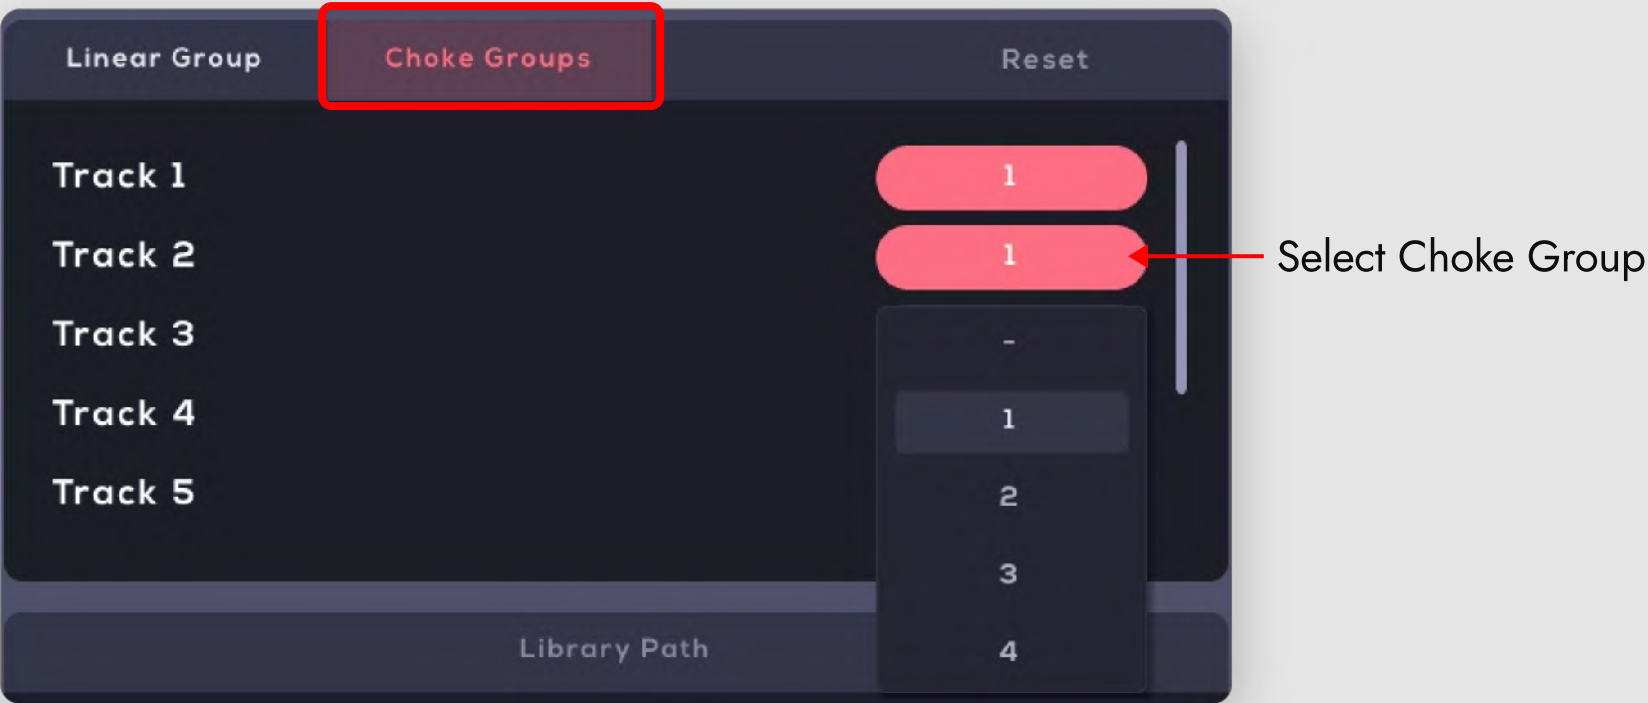 Linear Group
Choke Groups
Reset
Track 1
1
Track 2
1
Select Choke Group
Track 3
-
Track 4
1
Track 5
2
3
Library Path
4